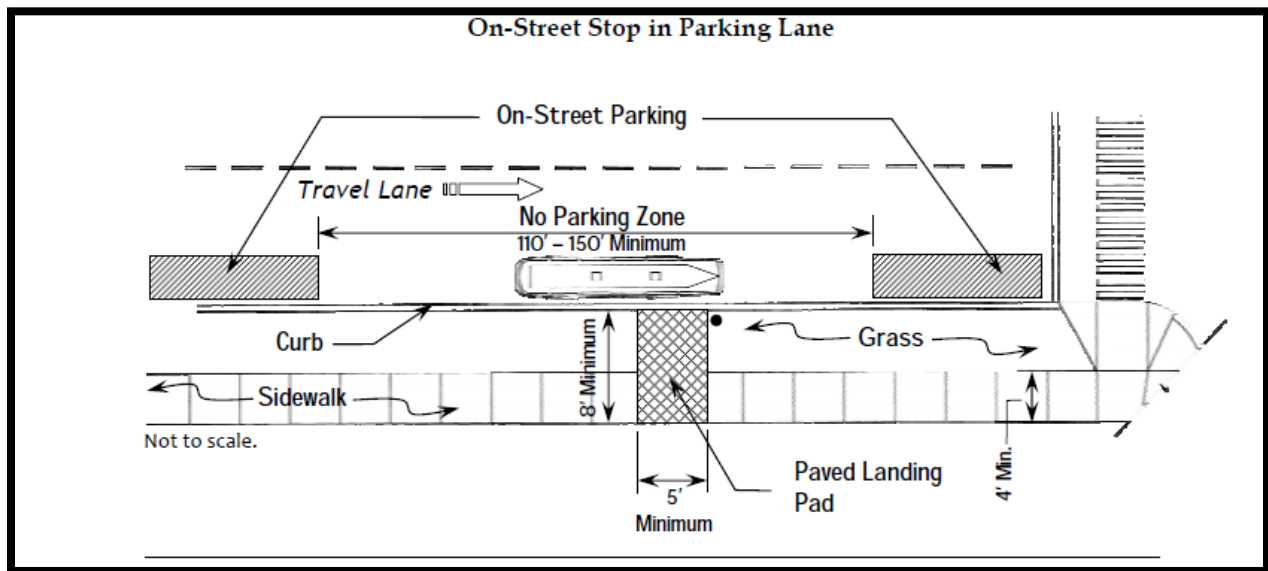 On-Street Stop in Parking Lane
On-Street Parking
Travel Lane
No Parking Zone
110' – 150' Minimum
Curb
8' Minimum
Grass
Sidewalk
Not to scale.
4' Min.
5'
Minimum
Paved Landing
Pad